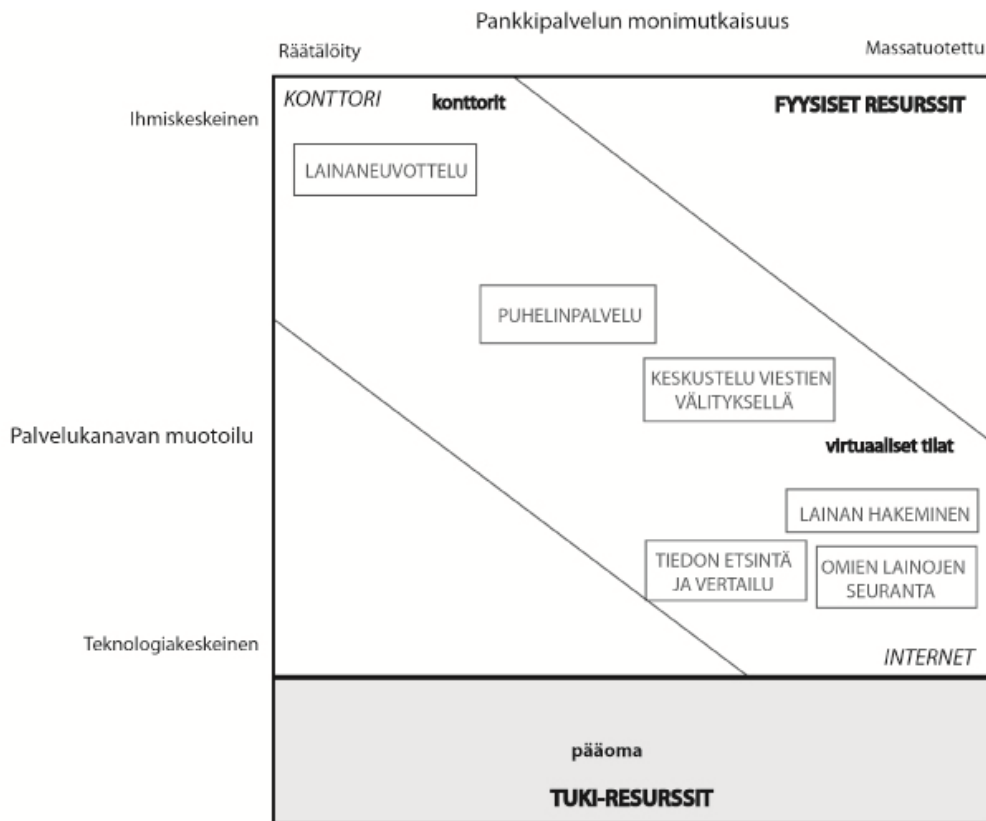 Pankkipalvelun monimutkaisuus
Räätälöity
Massatuotettu
KONTTORI
konttorit
FYYSISET RESURSSIT
Ihmiskeskeinen
LAINANEUVOTTELU
PUHELINPALVELU
KESKUSTELU VIESTIEN
VÄLITYKSELLÄ
Palvelukanavan muotoilu
virtuaaliset tilat
LAINAN HAKEMINEN
TIEDON ETSINTÄ
JA VERTAILU
OMIEN LAINOJEN
SEURANTA
Teknologiakeskeinen
INTERNET
pääoma
TUKI-RESURSSIT